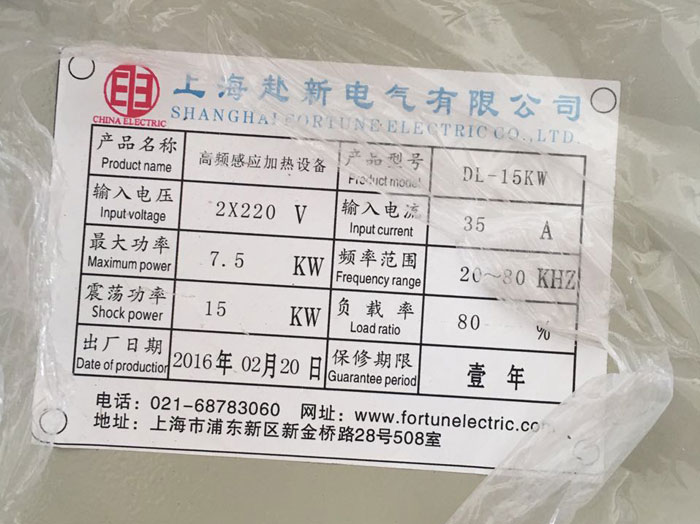 上海赴新电气有限公司
CHINA ELECTRIC
SHANGHAI FORTUNE ELECTRIC CO.,LTD.
产品名称 高频感应加热设备 产品型号 DL-15KW
Product name Product model
输入电压 2X220 V 输入电流 35 A
Input voltage Input current
最大功率 7.5 KW 频率范围 20~80 KHZ
Maximum power Frequency range
震荡功率 15 KW 负载率 80 %
Shock power Load ratio
出厂日期 2016年 02月20日 保修期限 壹年
Date of production Guarantee period
电话: 021-68783060 网址: www.fortunelectric.com
地址: 上海市浦东新区新金桥路28号508室